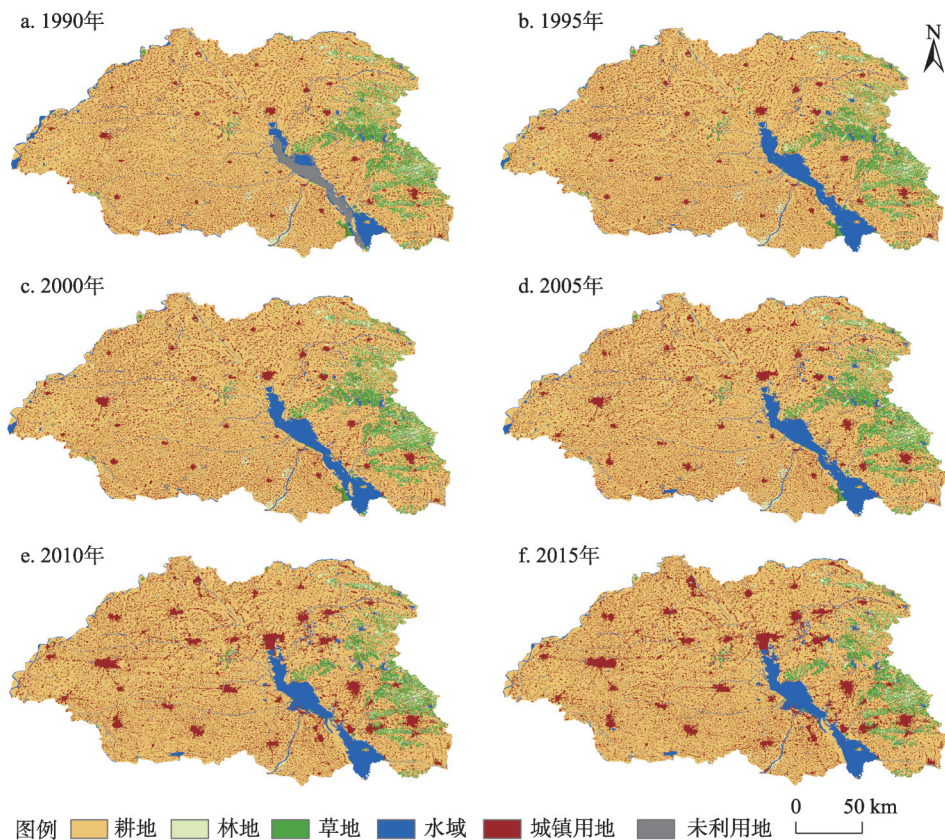 a. 1990年
b. 1995年
N
c. 2000年
d. 2005年
e. 2010年
f. 2015年
图例 耕地 林地 草地 水域 城镇用地 未利用地
0 50 km